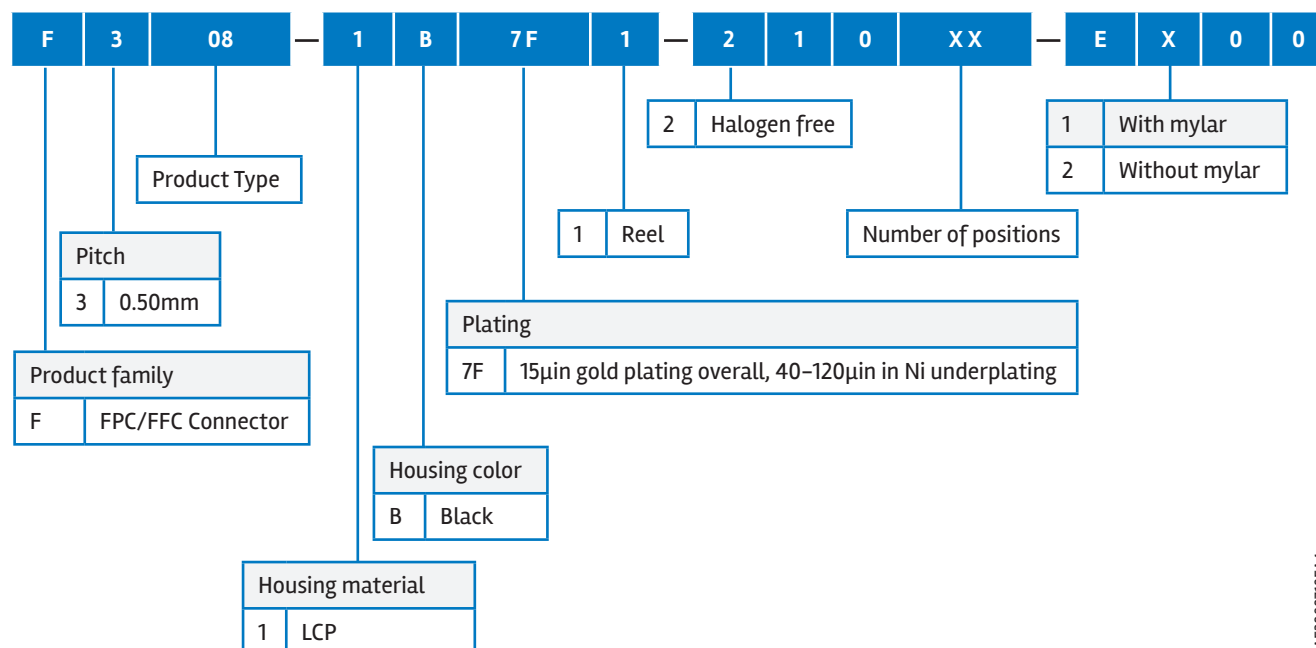 F 3 08 — 1 B 7F 1 — 2 1 0 XX — E X 0 0
2 Halogen free
1 With mylar
2 Without mylar
Product Type
1 Reel
Number of positions
Pitch
3 0.50mm
Plating
7F 15µin gold plating overall, 40–120µin in Ni underplating
Product family
F FPC/FFC Connector
Housing color
B Black
Housing material
1 LCP